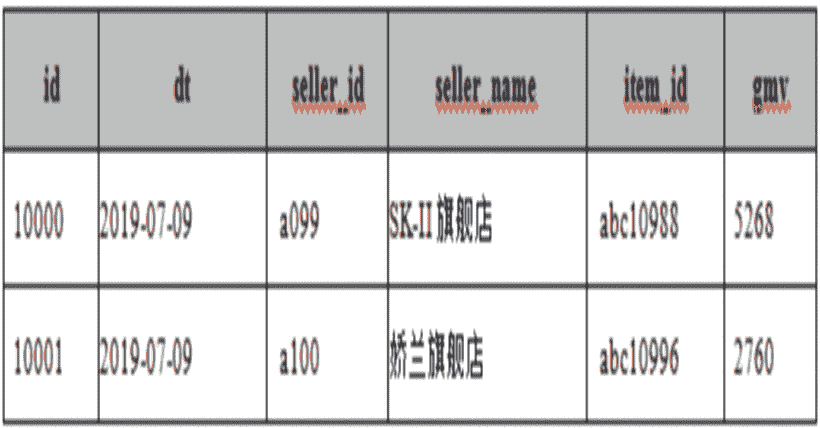 id dt seller_id seller_name item_id gmv
10000 2019-07-09 a099 SK-II旗舰店 abc10988 5268
10001 2019-07-09 a100 娇兰旗舰店 abc10996 2760